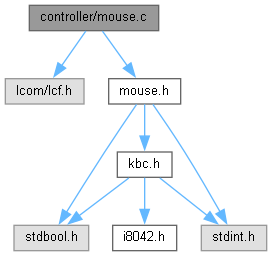 controller/mouse.c
lcom/lcf.h
mouse.h
kbc.h
stdbool.h
i8042.h
stdint.h